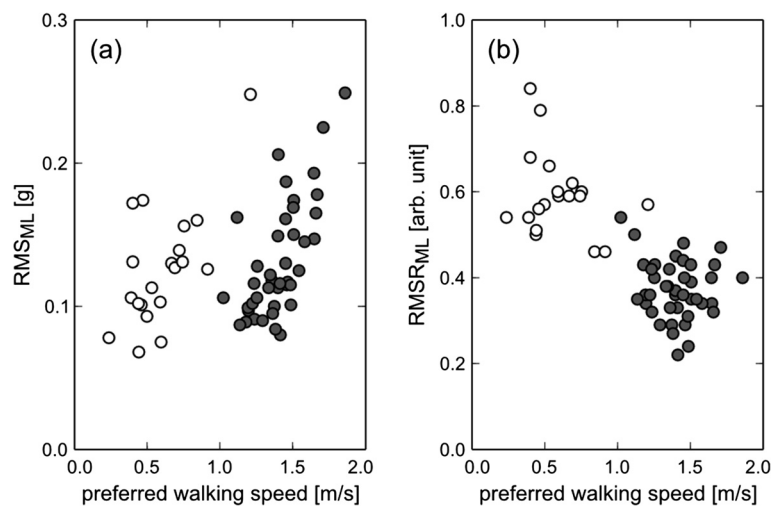 (a)
RMS_ML [g]
0.3
0.2
0.1
0.0
0.0 0.5 1.0 1.5 2.0
preferred walking speed [m/s]
(b)
RMSR_ML [arb. unit]
1.0
0.8
0.6
0.4
0.2
0.0
0.0 0.5 1.0 1.5 2.0
preferred walking speed [m/s]